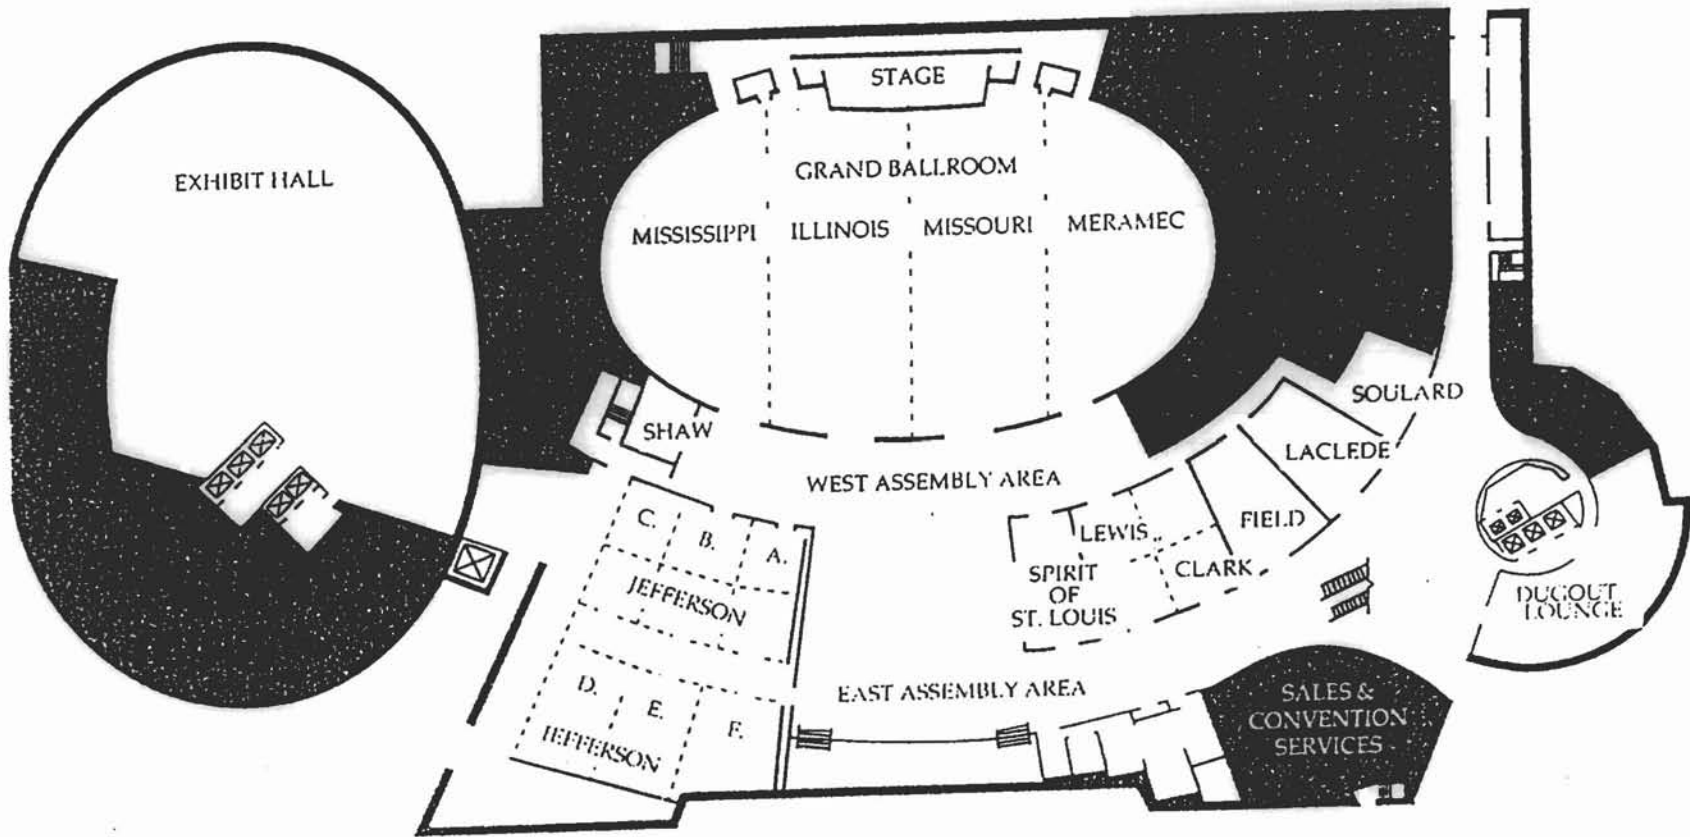 STAGE
EXHIBIT HALL
GRAND BALLROOM
MISSISSIPPI
ILLINOIS
MISSOURI
MERAMEC
SHAW
SOULARD
LACLEDE
WEST ASSEMBLY AREA
FIELD
LEWIS
CLARK
SPIRIT
OF
ST. LOUIS
C.
B.
A.
JEFFERSON
D.
E.
F.
JEFFERSON
EAST ASSEMBLY AREA
DUGOUT
LOUNGE
SALES &
CONVENTION
SERVICES